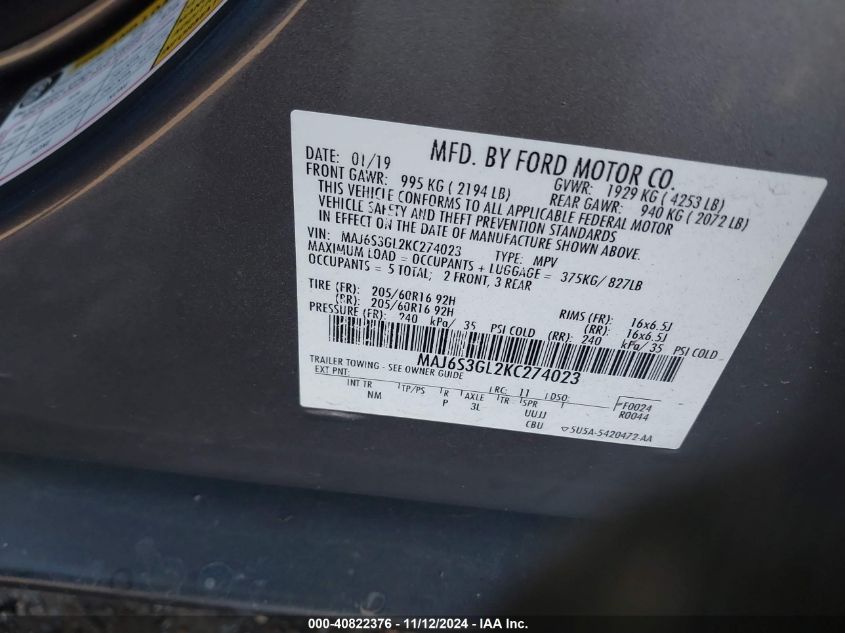 MFD. BY FORD MOTOR CO.
DATE: 01/19 GVWR: 1929 KG ( 4253 LB)
FRONT GAWR: 995 KG ( 2194 LB) REAR GAWR: 940 KG ( 2072 LB)
THIS VEHICLE CONFORMS TO ALL APPLICABLE FEDERAL MOTOR
VEHICLE SAFETY AND THEFT PREVENTION STANDARDS
IN EFFECT ON THE DATE OF MANUFACTURE SHOWN ABOVE.
VIN: MAJ6S3GL2KC274023 TYPE: MPV
MAXIMUM LOAD = OCCUPANTS + LUGGAGE = 375KG/ 827LB
OCCUPANTS = 5 TOTAL; 2 FRONT, 3 REAR
TIRE (FR): 205/60R16 92H RIMS (FR): 16x6.5J
(RR): 205/60R16 92H (RR): 16x6.5J
PRESSURE (FR): 240 kPa/ 35 PSI COLD (RR): 240 kPa/ 35 PSI COLD
MAJ6S3GL2KC274023
TRAILER TOWING - SEE OWNER GUIDE
EXT PNT: LRC: 11 LDSO:
INT TR TP/PS R AXLE TR SPR F0024
NM P 3L UUJJ R0044
CBU 5U5A-5420472-AA
000-40822376 - 11/12/2024 - IAA Inc.